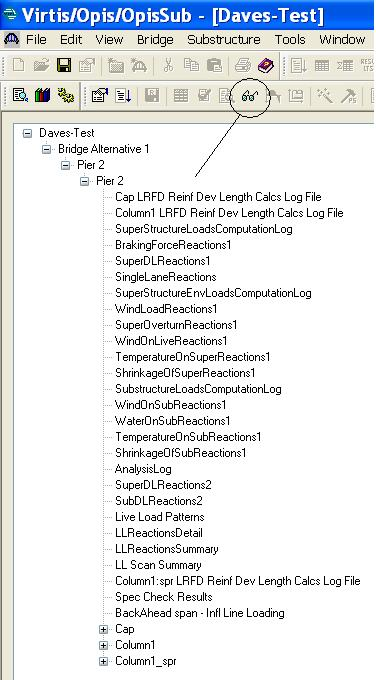 Virtis/Opis/OpisSub - [Daves-Test]
File Edit View Bridge Substructure Tools Window
Daves-Test
Bridge Alternative 1
Pier 2
Pier 2
Cap LRFD Reinf Dev Length Calcs Log File
Column1 LRFD Reinf Dev Length Calcs Log File
SuperStructureLoadsComputationLog
BrakingForceReactions1
SuperDLReactions1
SingleLaneReactions
SuperStructureEnvLoadsComputationLog
WindLoadReactions1
SuperOverturnReactions1
WindOnLiveReactions1
TemperatureOnSuperReactions1
ShrinkageOfSuperReactions1
SubstructureLoadsComputationLog
WindOnSubReactions1
WaterOnSubReactions1
TemperatureOnSubReactions1
ShrinkageOfSubReactions1
AnalysisLog
SuperDLReactions2
SubDLReactions2
Live Load Patterns
LLReactionsDetail
LLReactionsSummary
LL Scan Summary
Column1:spr LRFD Reinf Dev Length Calcs Log File
Spec Check Results
BackAhead span - Infl Line Loading
Cap
Column1
Column1_spr